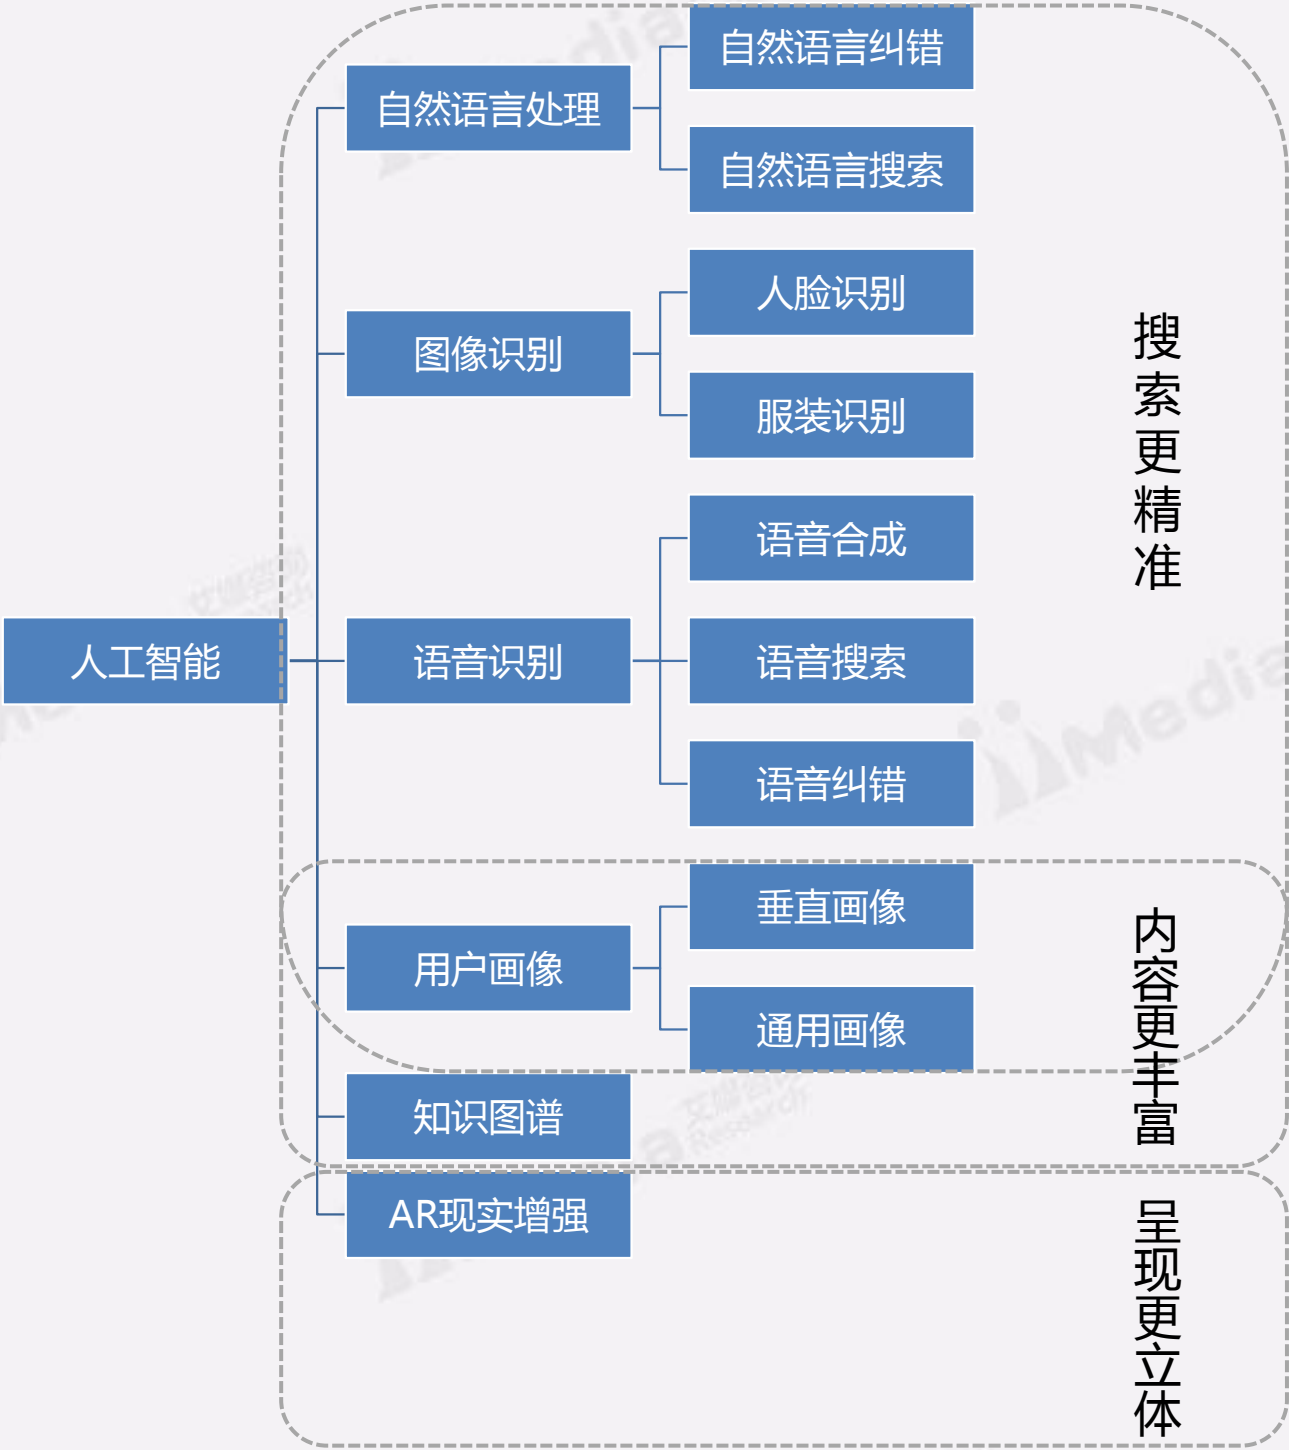 人工智能
自然语言处理
自然语言纠错
自然语言搜索
图像识别
人脸识别
服装识别
语音识别
语音合成
语音搜索
语音纠错
用户画像
垂直画像
通用画像
知识图谱
AR现实增强
搜索更精准
内容更丰富
呈现更立体
iiMedia
Research